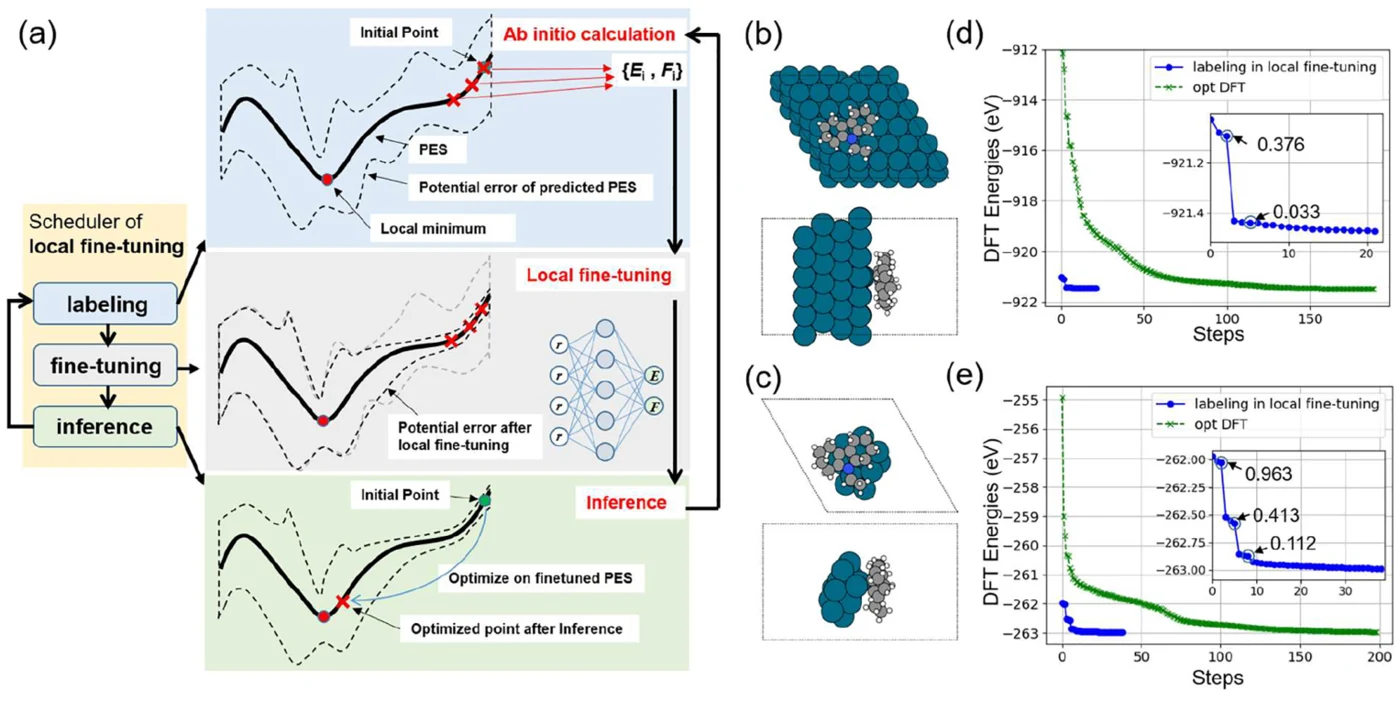 (a)
Scheduler of
local fine-tuning
labeling
fine-tuning
inference
Initial Point
Ab initio calculation
{Ei , Fi}
PES
Potential error of predicted PES
Local minimum
Local fine-tuning
r
r
r
r
E
F
Potential error after
local fine-tuning
Initial Point
Inference
Optimize on finetuned PES
Optimized point after Inference
(b)
(c)
(d)
DFT Energies (eV)
−912
−914
−916
−918
−920
−922
labeling in local fine-tuning
opt DFT
0.376
−921.2
0.033
−921.4
0
10
20
0
50
100
150
Steps
(e)
DFT Energies (eV)
−255
−256
−257
−258
−259
−260
−261
−262
−263
labeling in local fine-tuning
opt DFT
−262.00
0.963
−262.25
−262.50
0.413
−262.75
0.112
−263.00
0
10
20
30
0
50
100
150
200
Steps